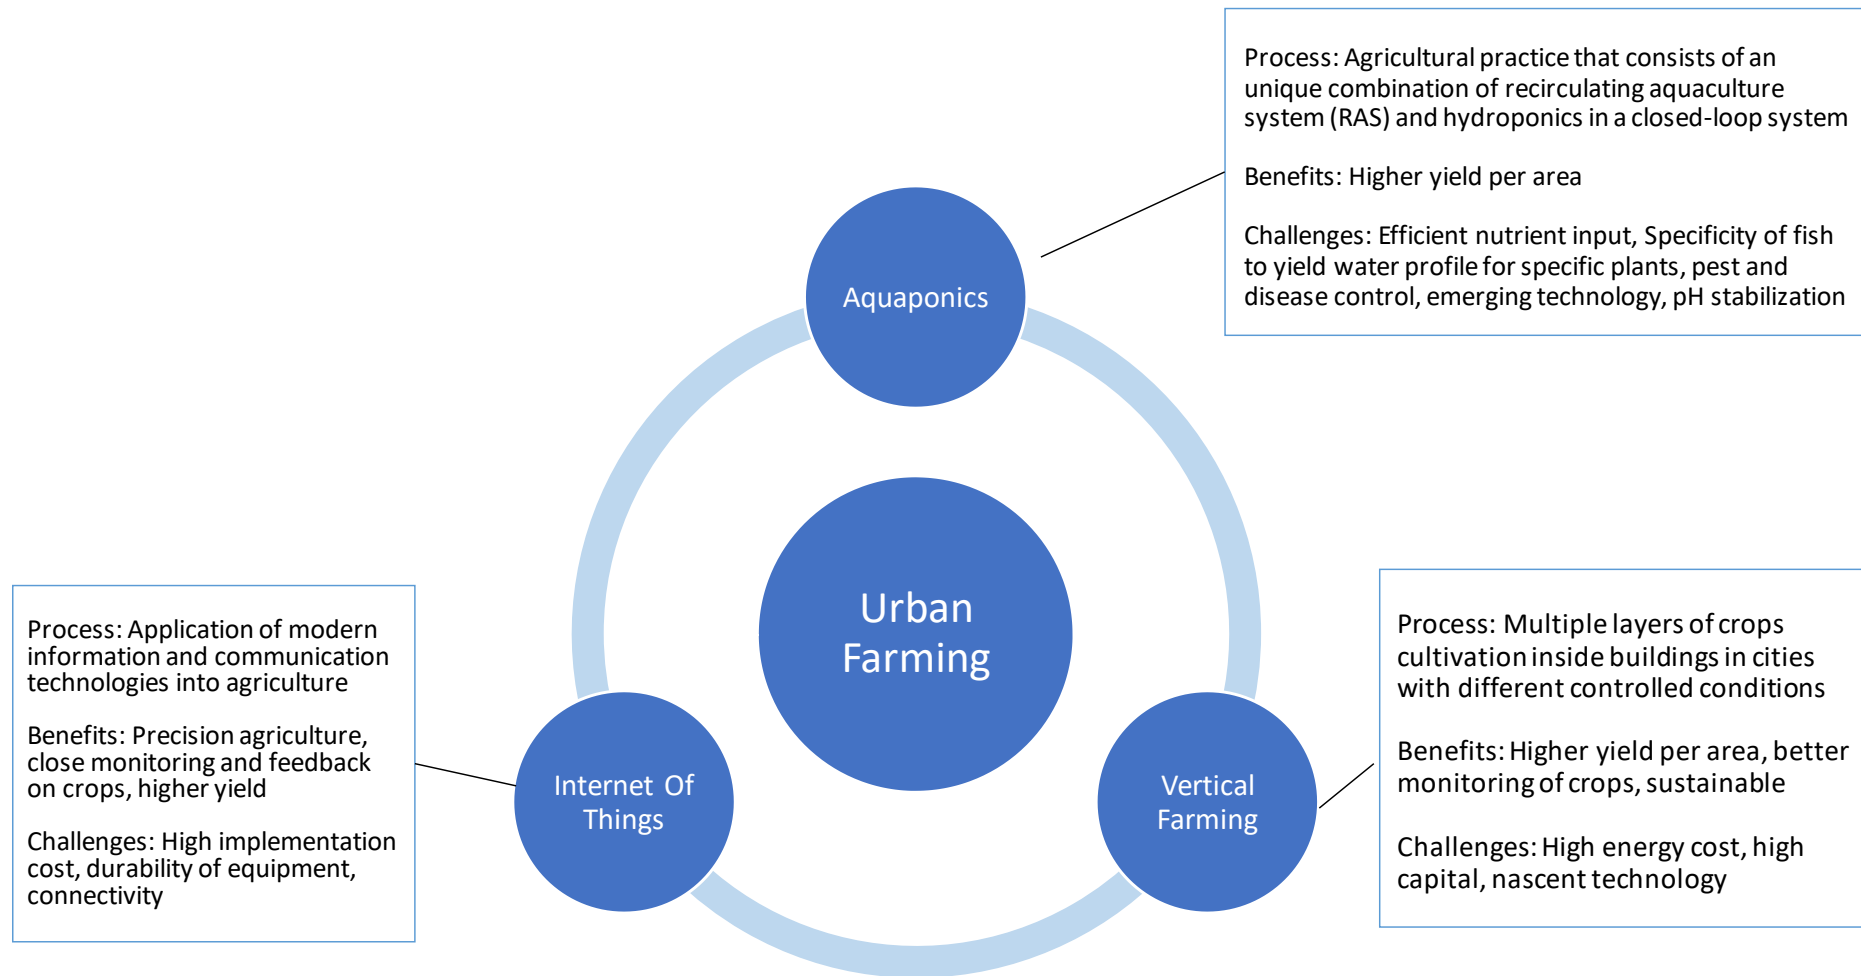 Process: Agricultural practice that consists of an
unique combination of recirculating aquaculture
system (RAS) and hydroponics in a closed-loop system
Benefits: Higher yield per area
Challenges: Efficient nutrient input, Specificity of fish
to yield water profile for specific plants, pest and
disease control, emerging technology, pH stabilization
Aquaponics
Urban
Farming
Process: Application of modern
information and communication
technologies into agriculture
Benefits: Precision agriculture,
close monitoring and feedback
on crops, higher yield
Challenges: High implementation
cost, durability of equipment,
connectivity
Internet Of
Things
Vertical
Farming
Process: Multiple layers of crops
cultivation inside buildings in cities
with different controlled conditions
Benefits: Higher yield per area, better
monitoring of crops, sustainable
Challenges: High energy cost, high
capital, nascent technology